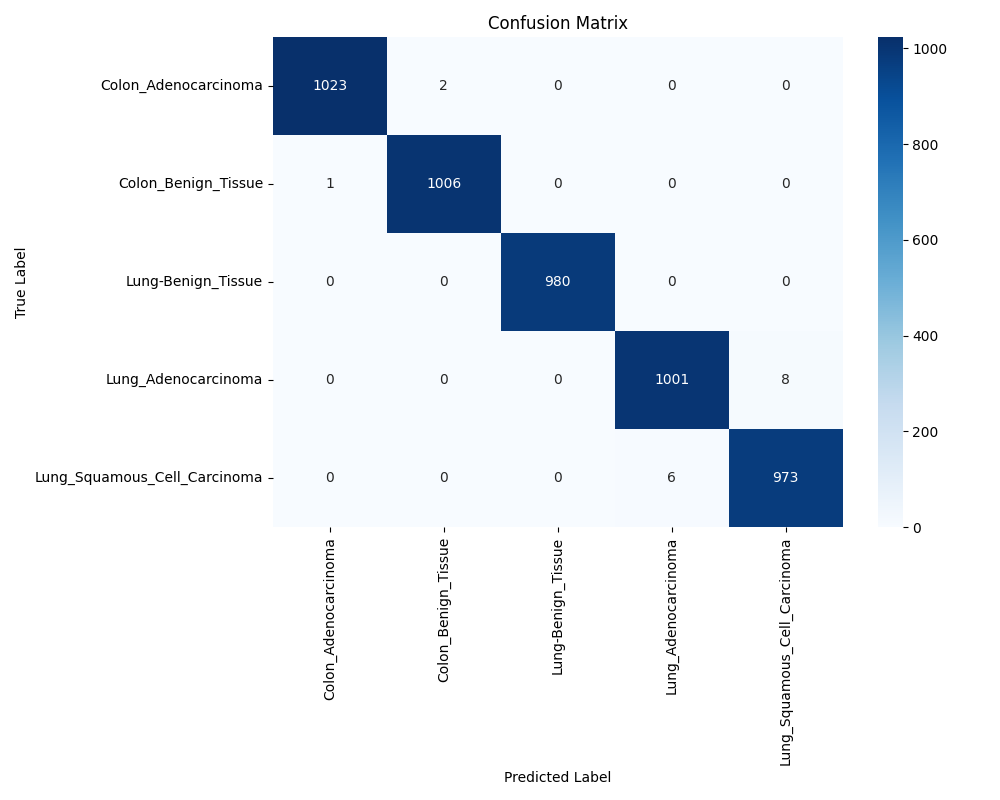 Confusion Matrix
Colon_Adenocarcinoma 1023 2 0 0 0
Colon_Benign_Tissue 1 1006 0 0 0
Lung-Benign_Tissue 0 0 980 0 0
Lung_Adenocarcinoma 0 0 0 1001 8
Lung_Squamous_Cell_Carcinoma 0 0 0 6 973
True Label
Colon_Adenocarcinoma
Colon_Benign_Tissue
Lung-Benign_Tissue
Lung_Adenocarcinoma
Lung_Squamous_Cell_Carcinoma
Predicted Label
1000
800
600
400
200
0